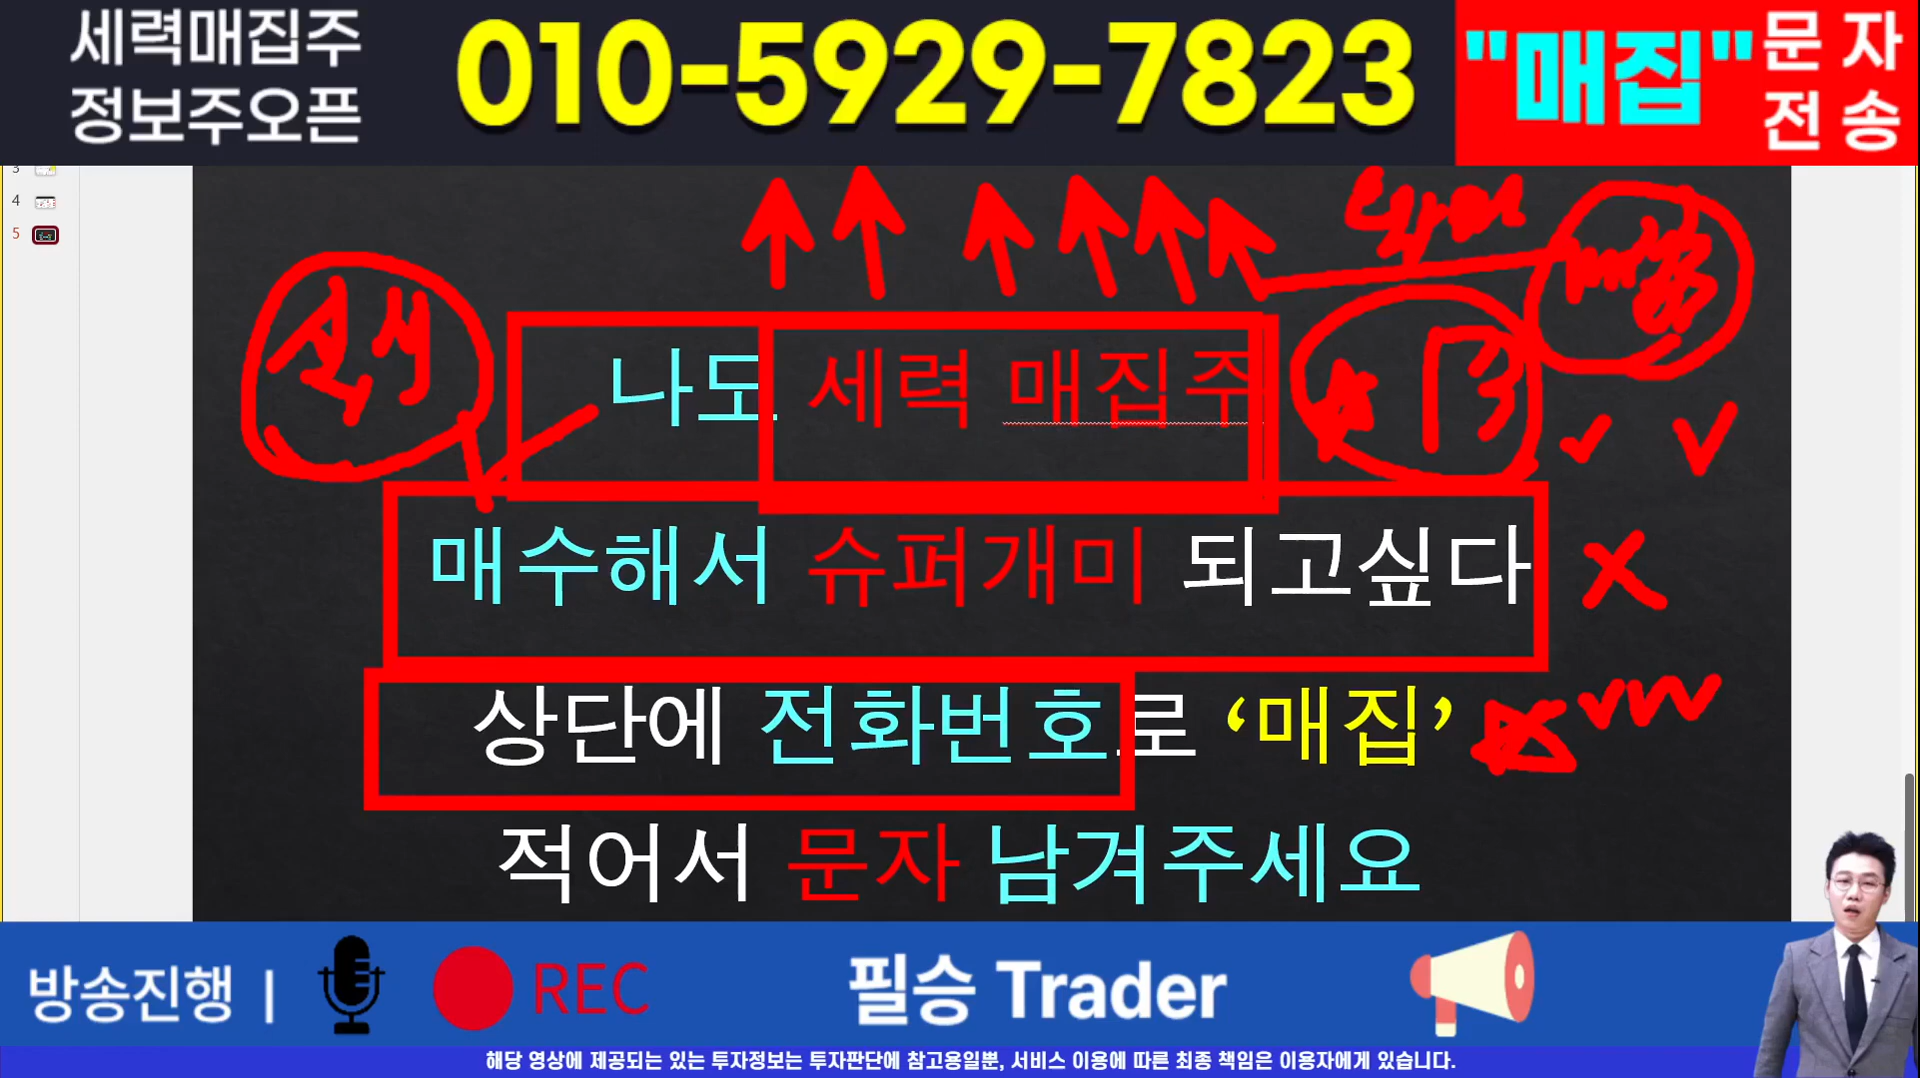 세력매집주
정보주오픈
010-5929-7823
"매집"
문자
전송
3
4
5
나도 세력 매집주
매수해서 슈퍼개미 되고싶다
상단에 전화번호로 ‘매집’
적어서 문자 남겨주세요
방송진행 |
REC
필승 Trader
해당 영상에 제공되는 있는 투자정보는 투자판단에 참고용일뿐, 서비스 이용에 따른 최종 책임은 이용자에게 있습니다.